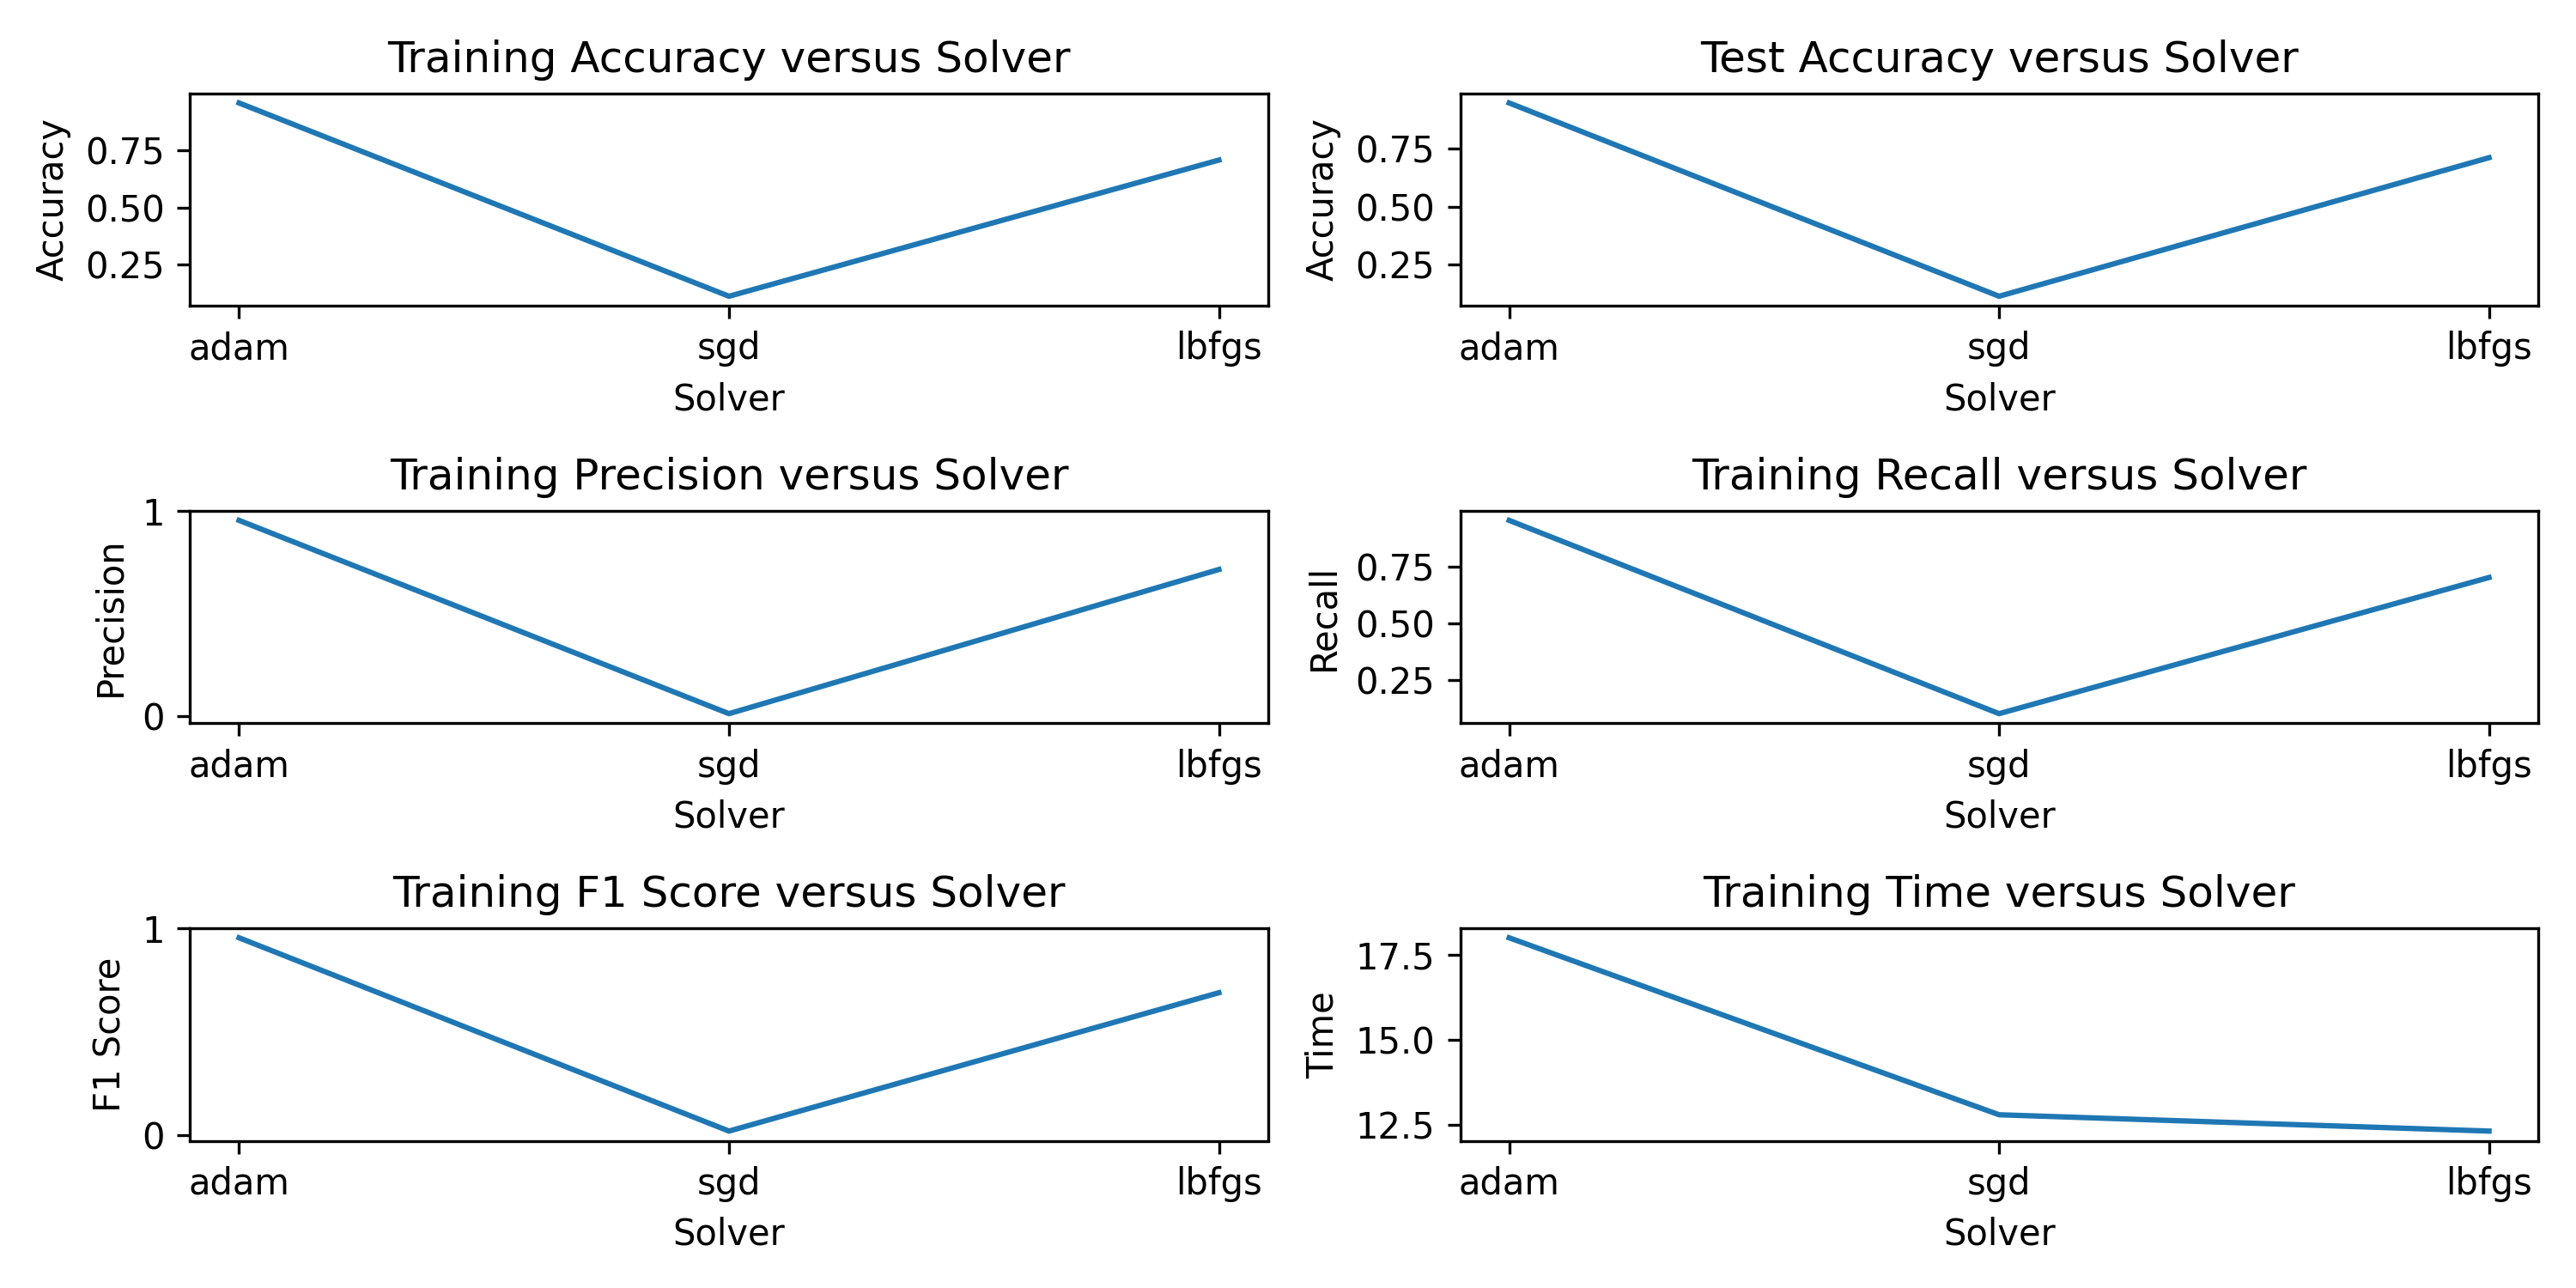 Training Accuracy versus Solver
Accuracy
0.75
0.50
0.25
adam sgd lbfgs
Solver
Test Accuracy versus Solver
Accuracy
0.75
0.50
0.25
adam sgd lbfgs
Solver
Training Precision versus Solver
Precision
1
0
adam sgd lbfgs
Solver
Training Recall versus Solver
Recall
0.75
0.50
0.25
adam sgd lbfgs
Solver
Training F1 Score versus Solver
F1 Score
1
0
adam sgd lbfgs
Solver
Training Time versus Solver
Time
17.5
15.0
12.5
adam sgd lbfgs
Solver